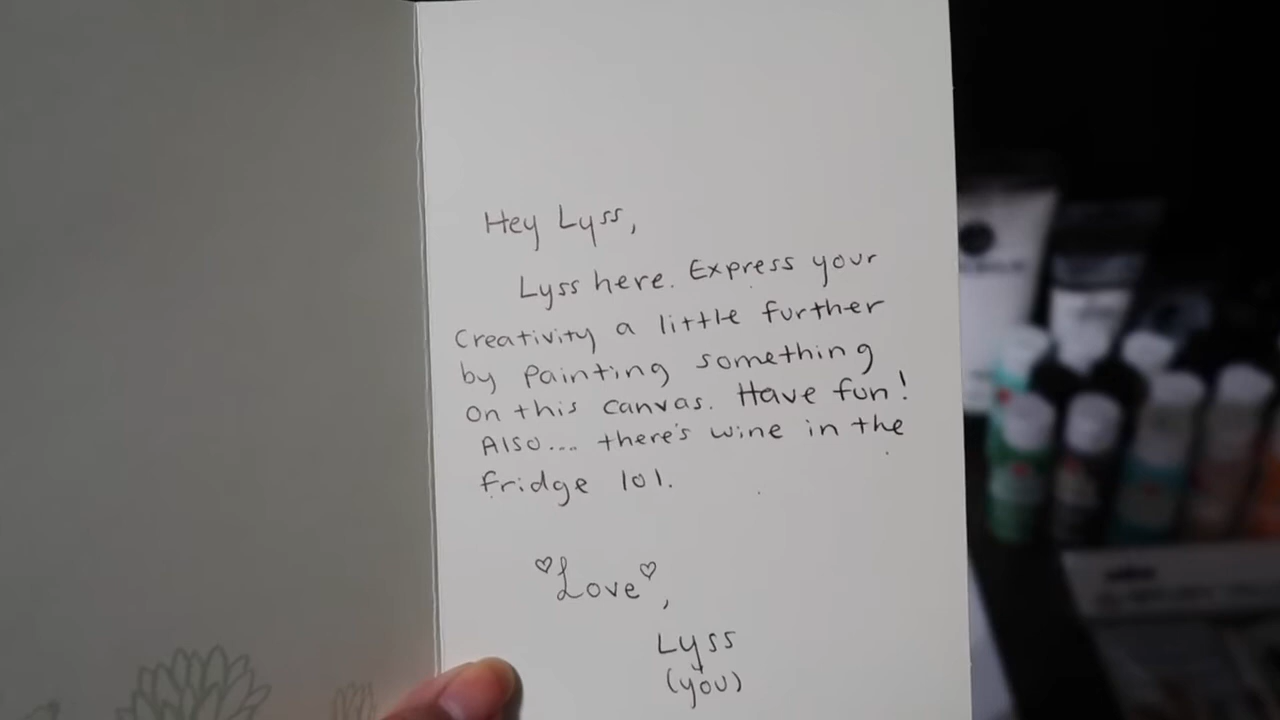 Hey Lyss,
Lyss here. Express your
Creativity a little further
by painting something
on this canvas. Have fun!
Also... there's wine in the
fridge lol.
♡Love♡,
Lyss
(you)